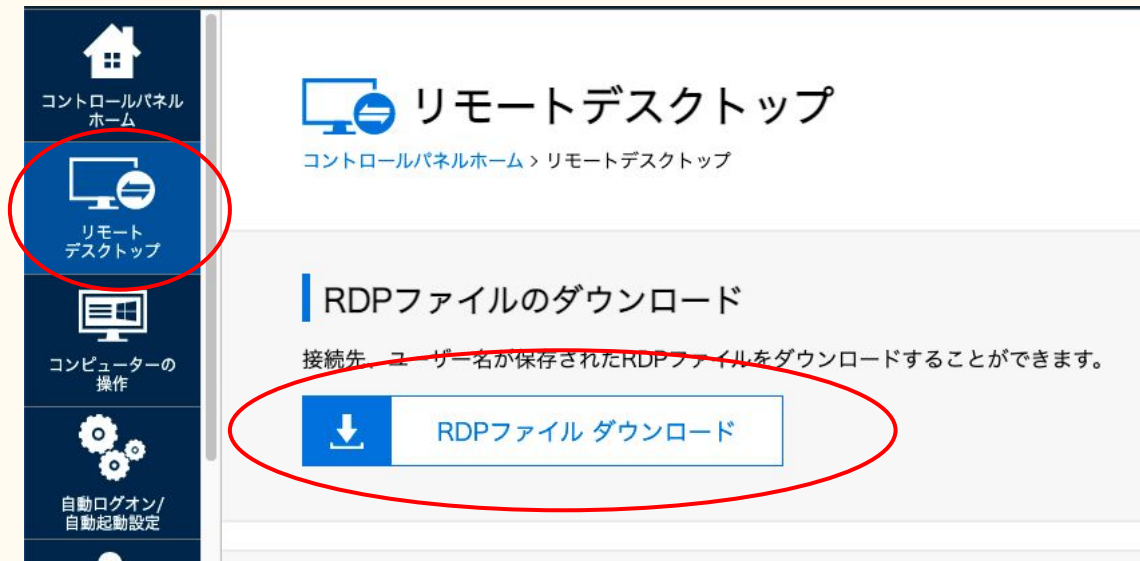 コントロールパネル
ホーム
リモート
デスクトップ
コンピューターの
操作
自動ログオン/
自動起動設定
リモートデスクトップ
コントロールパネルホーム > リモートデスクトップ
RDPファイルのダウンロード
接続先、ユーザー名が保存されたRDPファイルをダウンロードすることができます。
RDPファイル ダウンロード